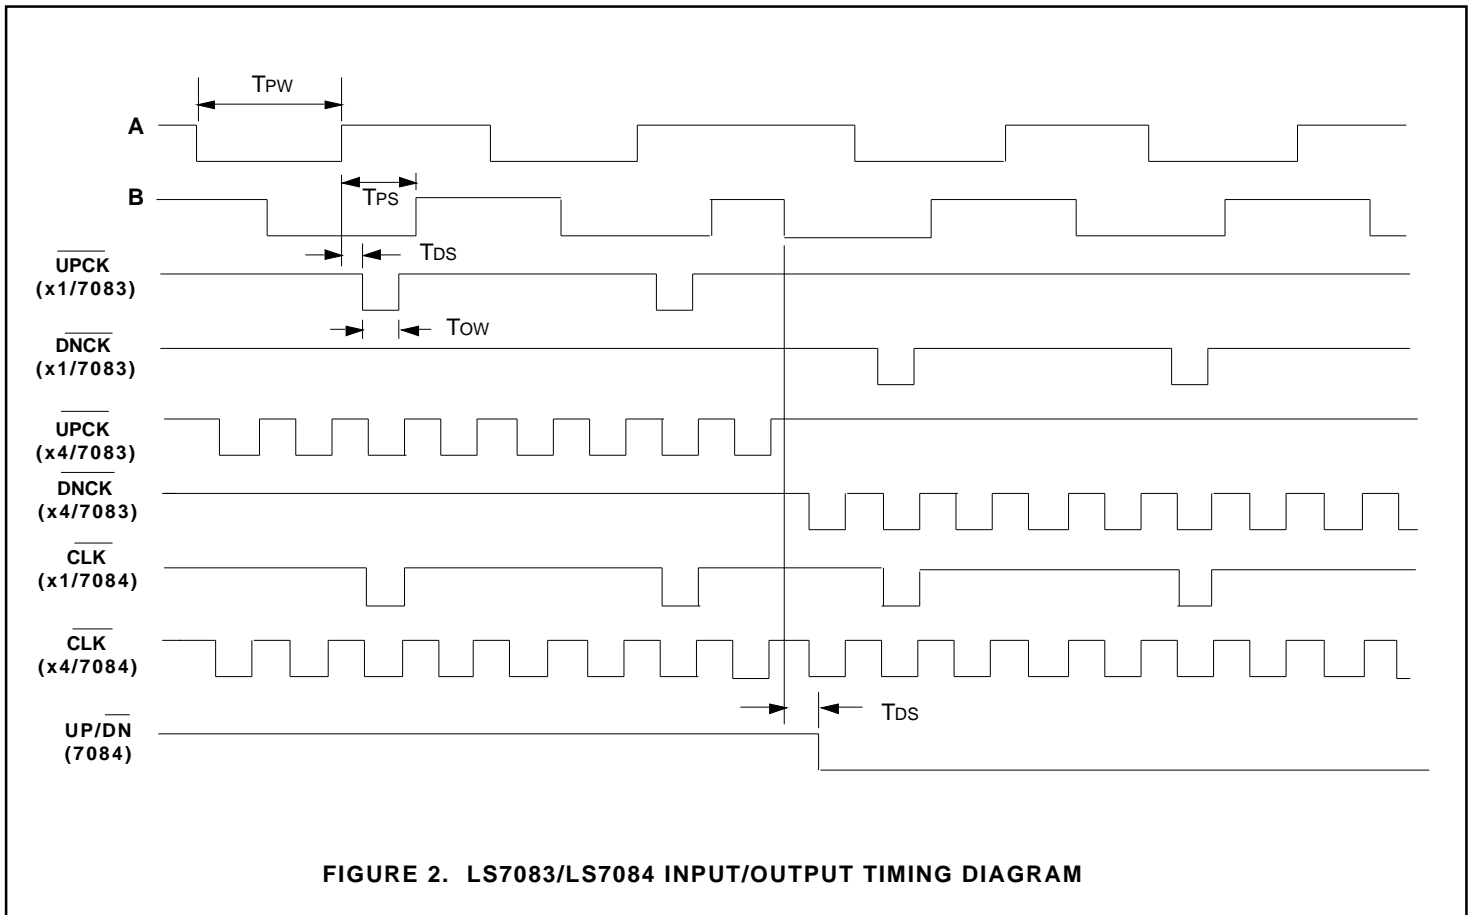 TPW
A
TPS
B
TDS
UPCK
(x1/7083)
TOW
DNCK
(x1/7083)
UPCK
(x4/7083)
DNCK
(x4/7083)
CLK
(x1/7084)
CLK
(x4/7084)
TDS
UP/DN
(7084)
FIGURE 2. LS7083/LS7084 INPUT/OUTPUT TIMING DIAGRAM